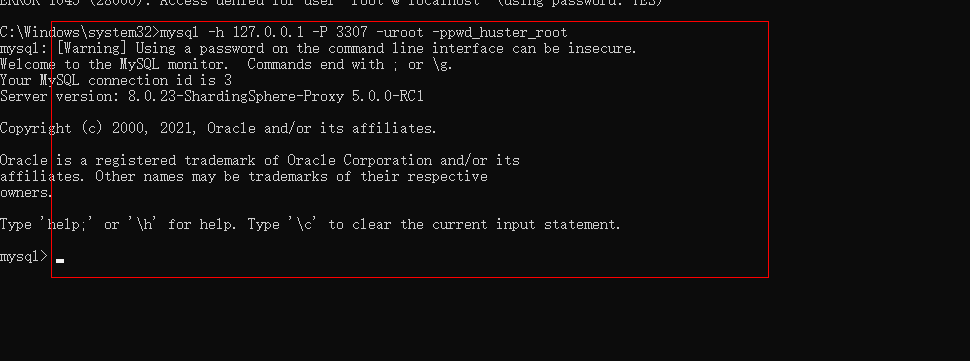 ERROR 1045 (28000): Access denied for user 'root'@'localhost' (using password: YES)
C:\Windows\system32>mysql -h 127.0.0.1 -P 3307 -uroot -ppwd_huster_root
mysql: [Warning] Using a password on the command line interface can be insecure.
Welcome to the MySQL monitor.  Commands end with ; or \g.
Your MySQL connection id is 3
Server version: 8.0.23-ShardingSphere-Proxy 5.0.0-RC1
Copyright (c) 2000, 2021, Oracle and/or its affiliates.
Oracle is a registered trademark of Oracle Corporation and/or its
affiliates. Other names may be trademarks of their respective
owners.
Type 'help;' or '\h' for help. Type '\c' to clear the current input statement.
mysql>